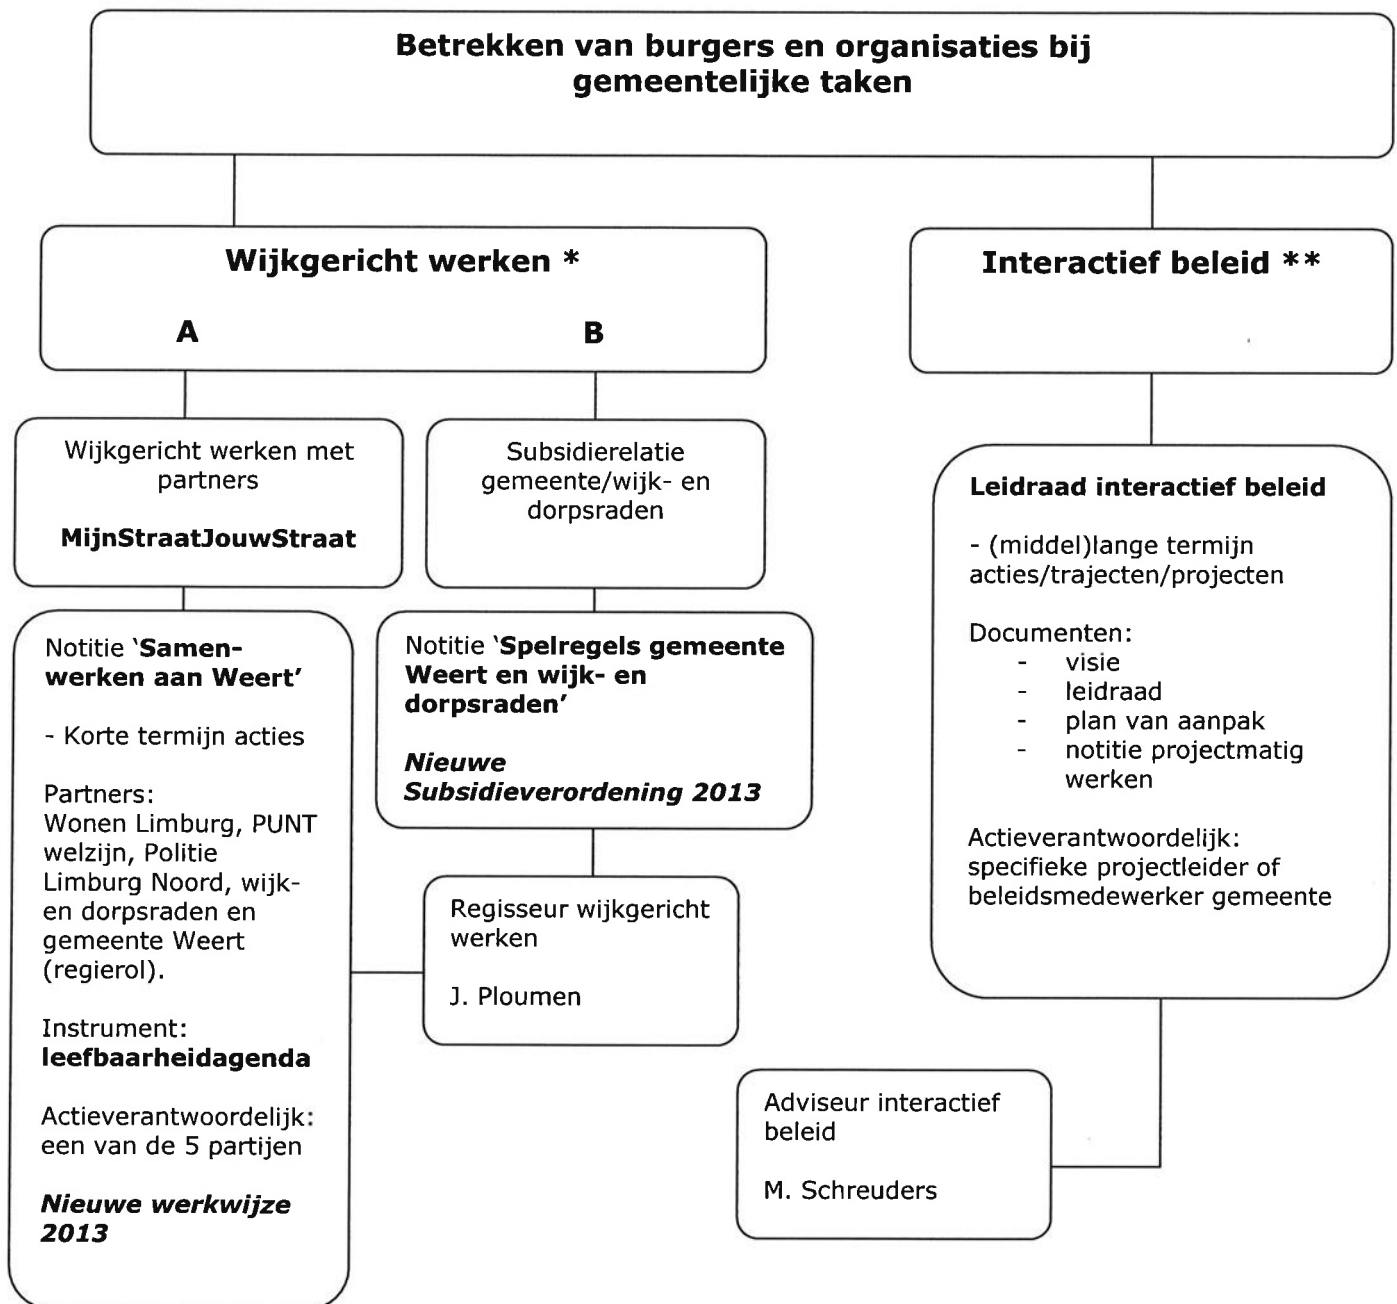 Betrekken van burgers en organisaties bij
gemeentelijke taken
Wijkgericht werken *
A
B
Interactief beleid **
Wijkgericht werken met
partners
MijnStraatJouwStraat
Subsidierelatie
gemeente/wijk- en
dorpsraden
Notitie ‘Samen-
werken aan Weert’
- Korte termijn acties
Partners:
Wonen Limburg, PUNT
welzijn, Politie
Limburg Noord, wijk-
en dorpsraden en
gemeente Weert
(regierol).
Instrument:
leefbaarheidagenda
Actieverantwoordelijk:
een van de 5 partijen
Nieuwe werkwijze
2013
Notitie ‘Spelregels gemeente
Weert en wijk- en
dorpsraden’
Nieuwe
Subsidieverordening 2013
Regisseur wijkgericht
werken
J. Ploumen
Leidraad interactief beleid
- (middel)lange termijn
acties/trajecten/projecten
Documenten:
- visie
- leidraad
- plan van aanpak
- notitie projectmatig
werken
Actieverantwoordelijk:
specifieke projectleider of
beleidsmedewerker gemeente
Adviseur interactief
beleid
M. Schreuders